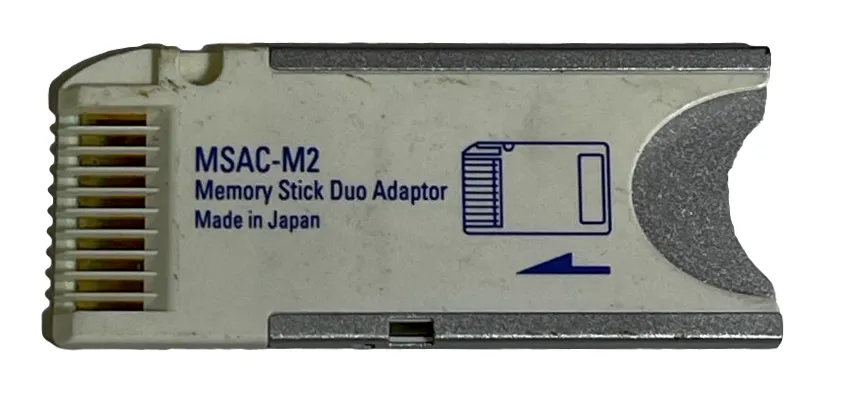 MSAC-M2
Memory Stick Duo Adaptor
Made in Japan